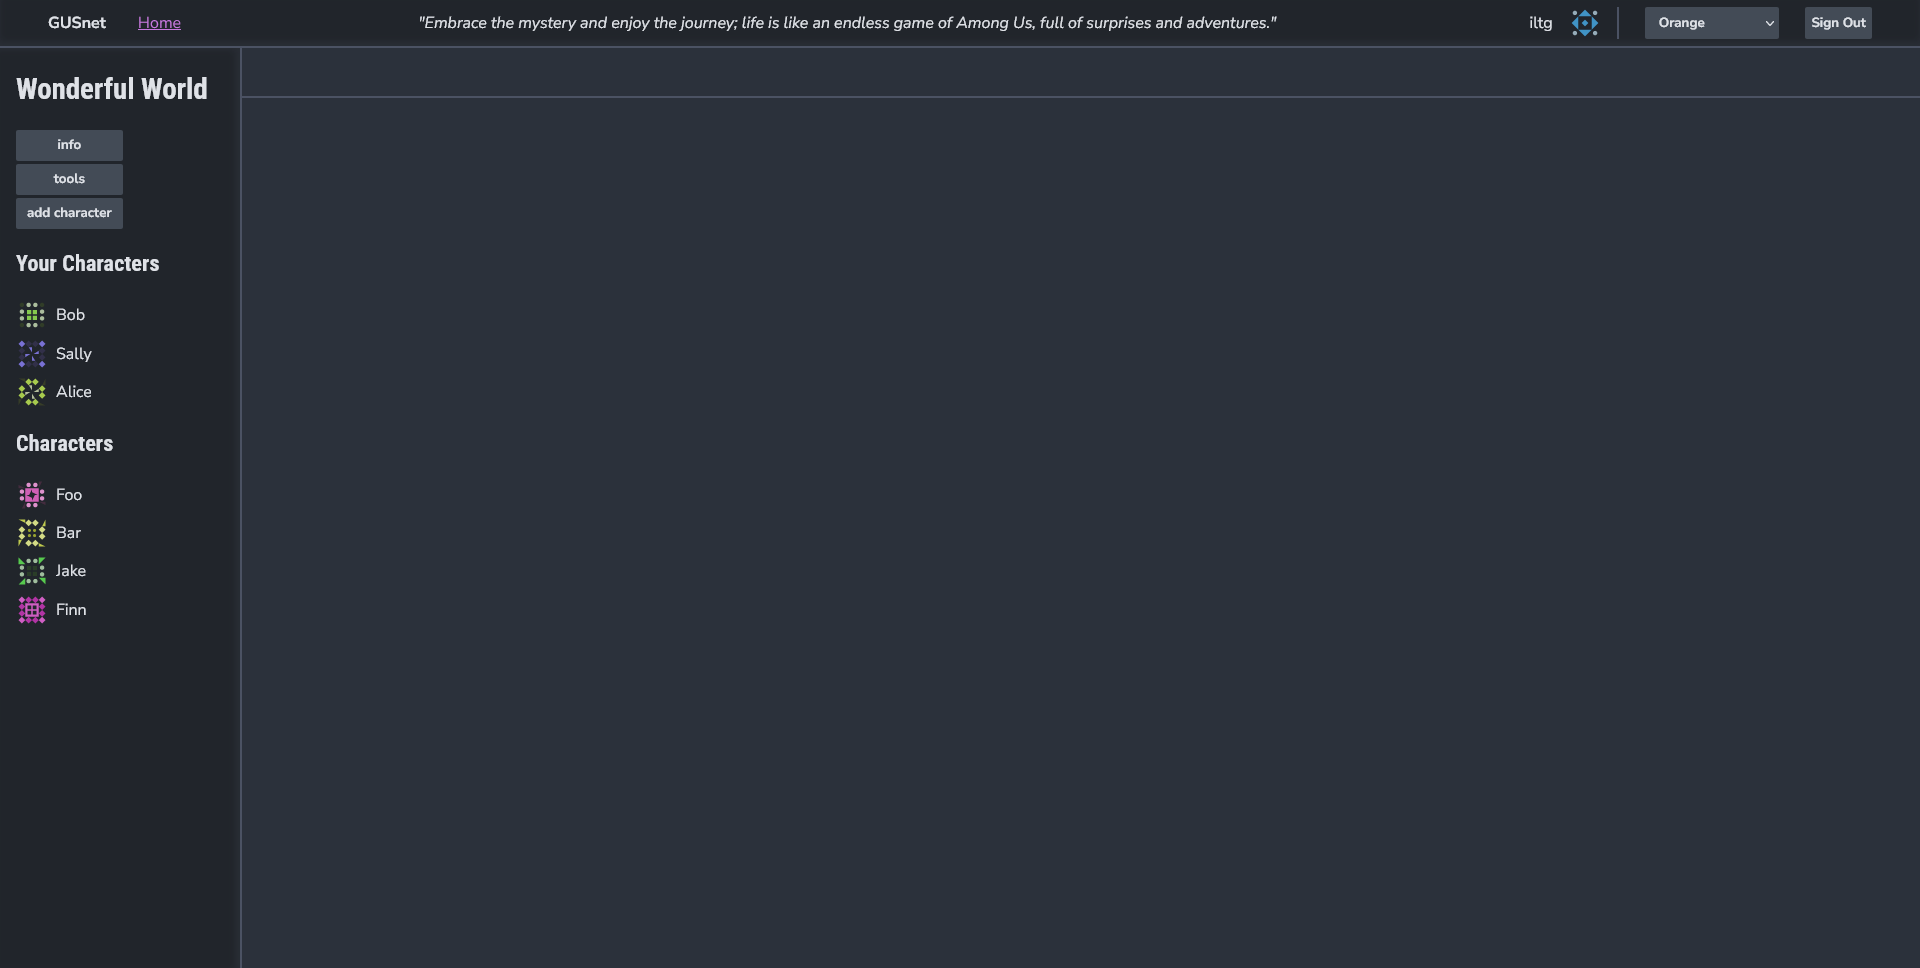 GUSnet Home "Embrace the mystery and enjoy the journey; life is like an endless game of Among Us, full of surprises and adventures." iltg Orange Sign Out
Wonderful World
info
tools
add character
Your Characters
Bob
Sally
Alice
Characters
Foo
Bar
Jake
Finn